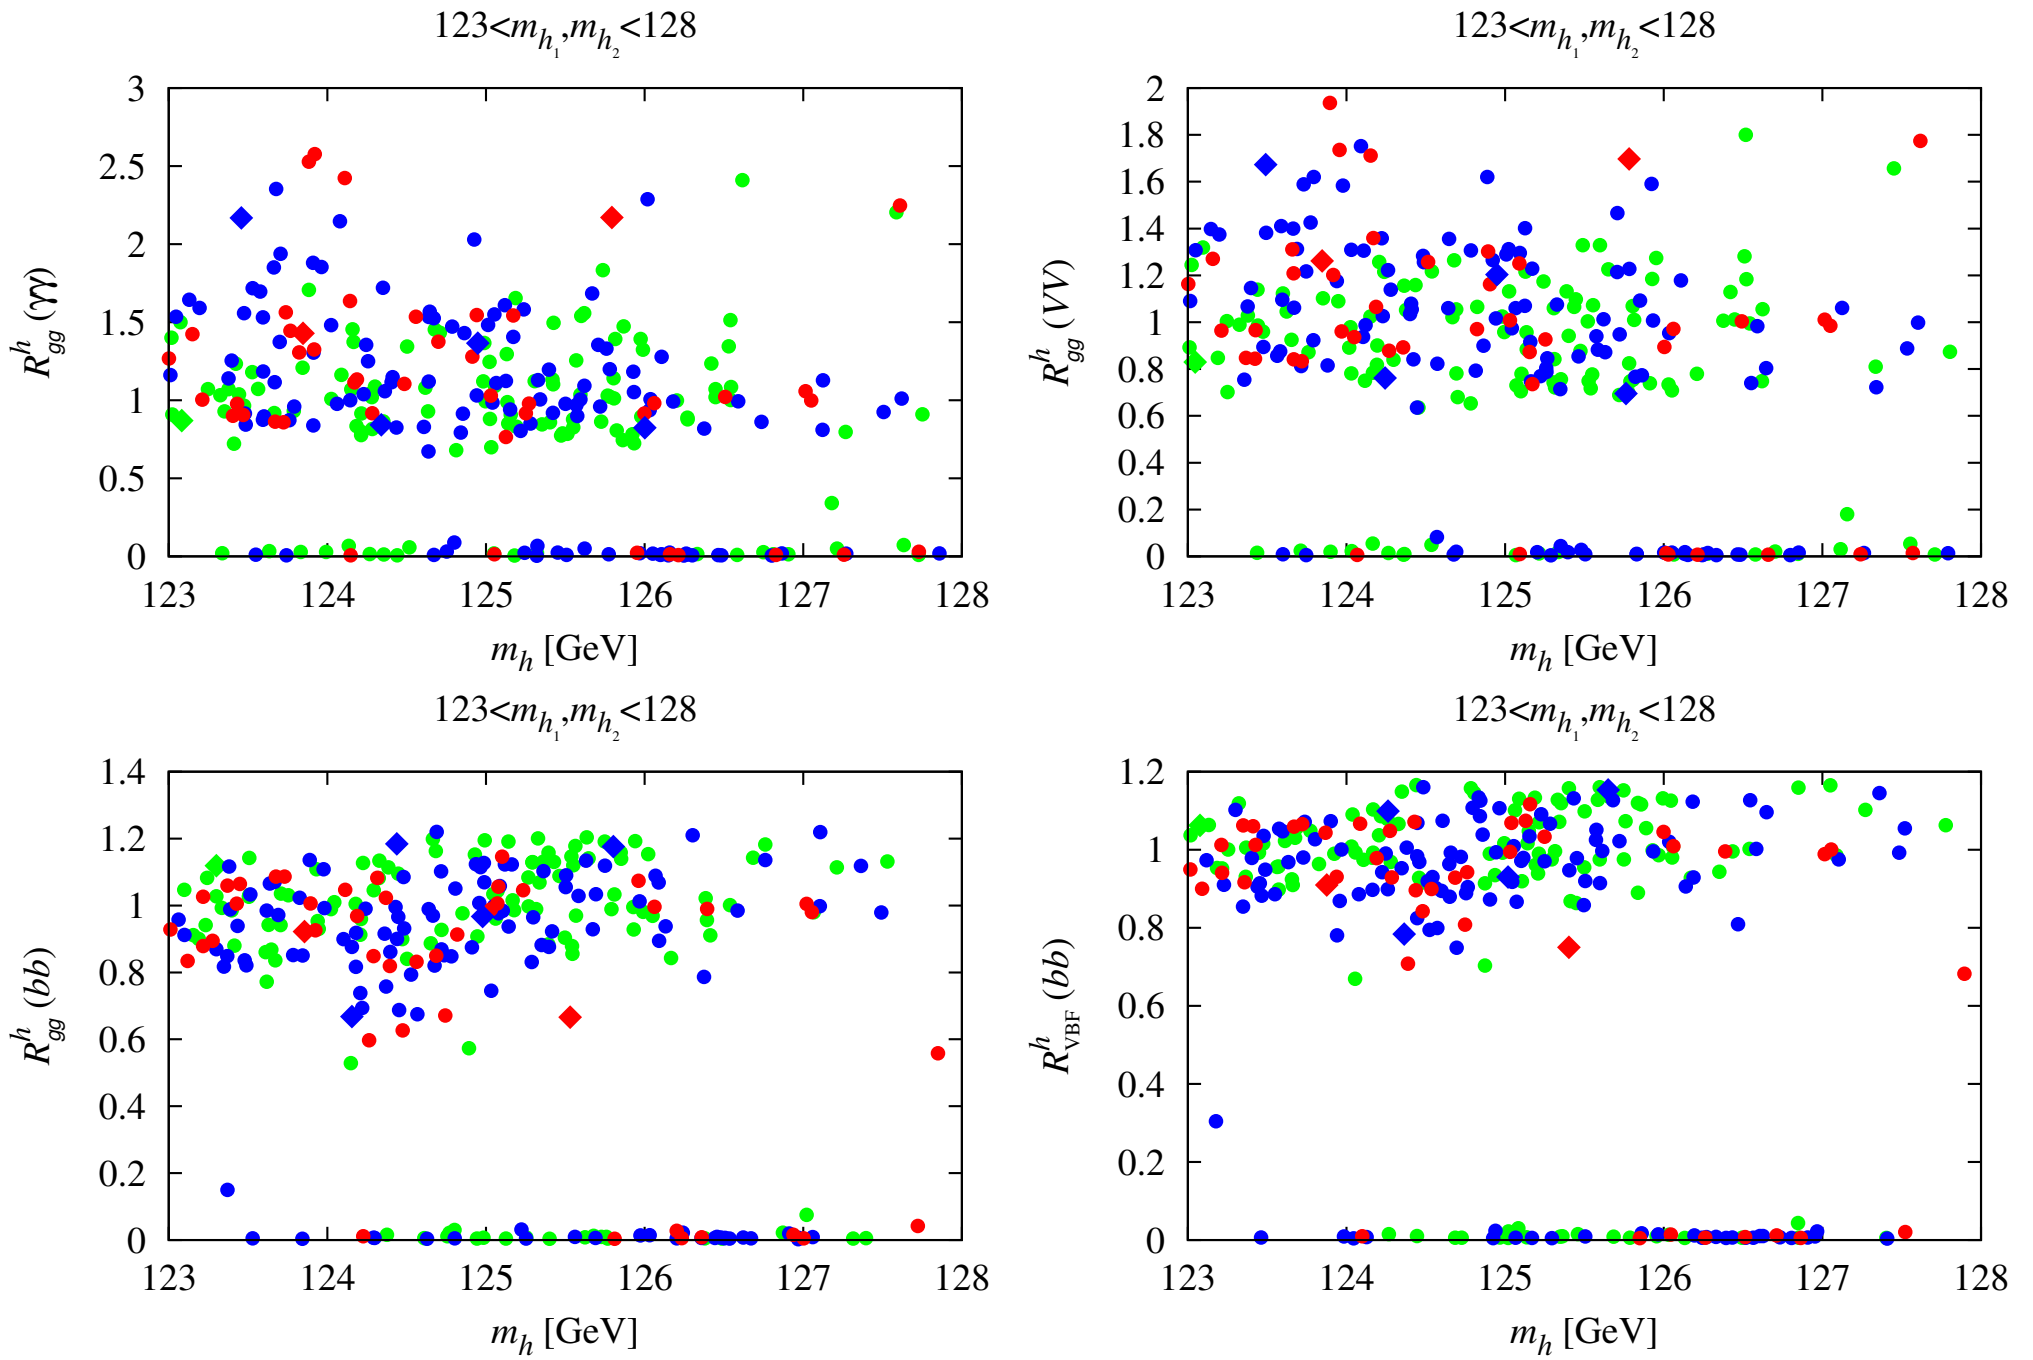 123<m_{h_1},m_{h_2}<128
R^h_{gg} (γγ)
3
2.5
2
1.5
1
0.5
0
123 124 125 126 127 128
m_h [GeV]
123<m_{h_1},m_{h_2}<128
R^h_{gg} (VV)
2
1.8
1.6
1.4
1.2
1
0.8
0.6
0.4
0.2
0
123 124 125 126 127 128
m_h [GeV]
123<m_{h_1},m_{h_2}<128
R^h_{gg} (bb)
1.4
1.2
1
0.8
0.6
0.4
0.2
0
123 124 125 126 127 128
m_h [GeV]
123<m_{h_1},m_{h_2}<128
R^h_{VBF} (bb)
1.2
1
0.8
0.6
0.4
0.2
0
123 124 125 126 127 128
m_h [GeV]